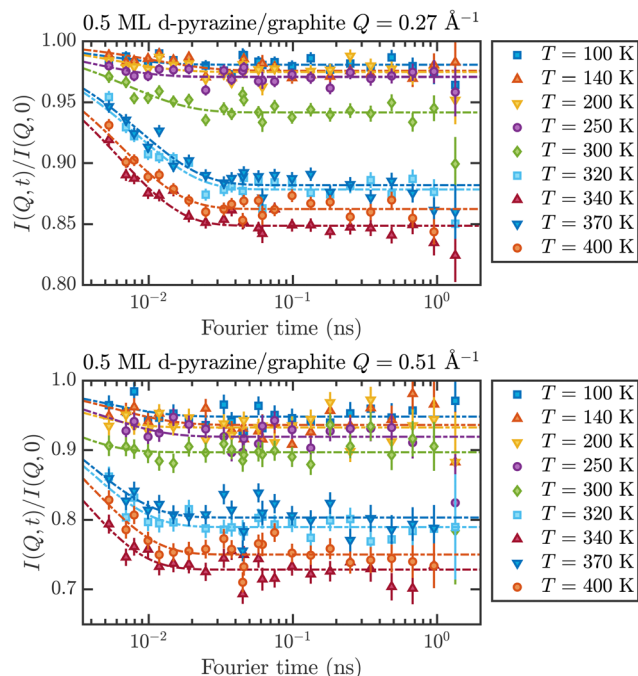 0.5 ML d-pyrazine/graphite Q = 0.27 Å⁻¹
1.00
0.95
0.90
0.85
0.80
I(Q,t)/I(Q,0)
10⁻² 10⁻¹ 10⁰
Fourier time (ns)
T = 100 K
T = 140 K
T = 200 K
T = 250 K
T = 300 K
T = 320 K
T = 340 K
T = 370 K
T = 400 K
0.5 ML d-pyrazine/graphite Q = 0.51 Å⁻¹
1.0
0.9
0.8
0.7
I(Q,t)/I(Q,0)
10⁻² 10⁻¹ 10⁰
Fourier time (ns)
T = 100 K
T = 140 K
T = 200 K
T = 250 K
T = 300 K
T = 320 K
T = 340 K
T = 370 K
T = 400 K